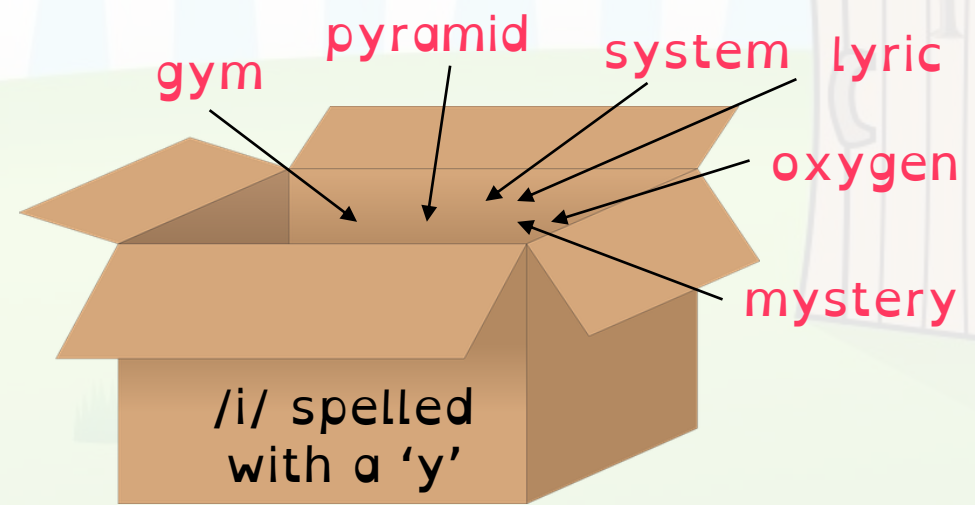 gym
pyramid
system
lyric
oxygen
mystery
/i/ spelled
with a ‘y’